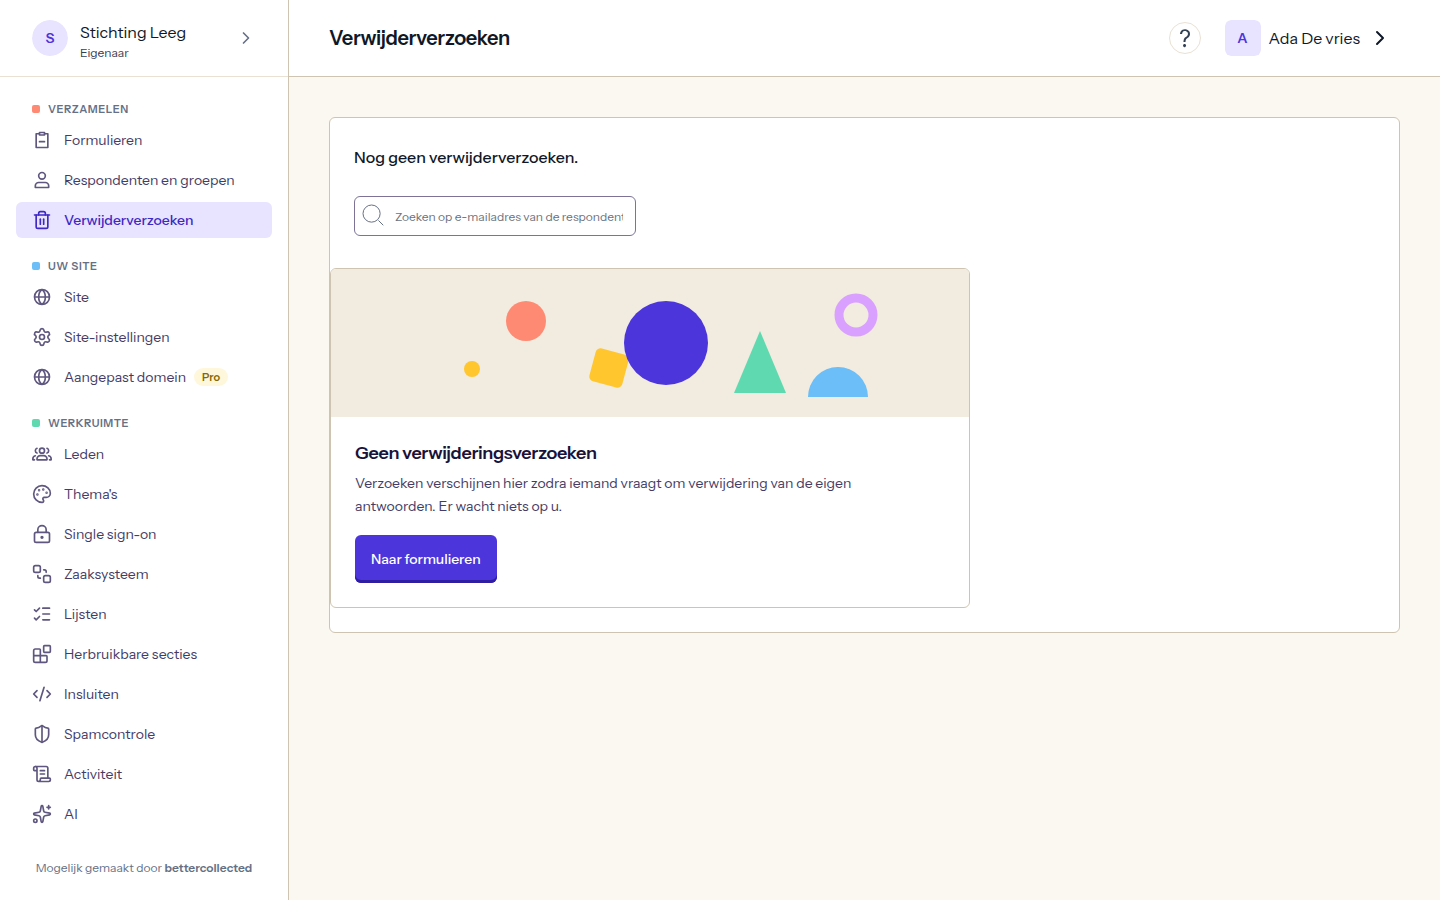 S
Stichting Leeg
Eigenaar
VERZAMELEN
Formulieren
Respondenten en groepen
Verwijderverzoeken
UW SITE
Site
Site-instellingen
Aangepast domein Pro
WERKRUIMTE
Leden
Thema's
Single sign-on
Zaaksysteem
Lijsten
Herbruikbare secties
Insluiten
Spamcontrole
Activiteit
AI
Mogelijk gemaakt door bettercollected
Verwijderverzoeken
?
A
Ada De vries
Nog geen verwijderverzoeken.
Zoeken op e-mailadres van de respondent
Geen verwijderingsverzoeken
Verzoeken verschijnen hier zodra iemand vraagt om verwijdering van de eigen
antwoorden. Er wacht niets op u.
Naar formulieren